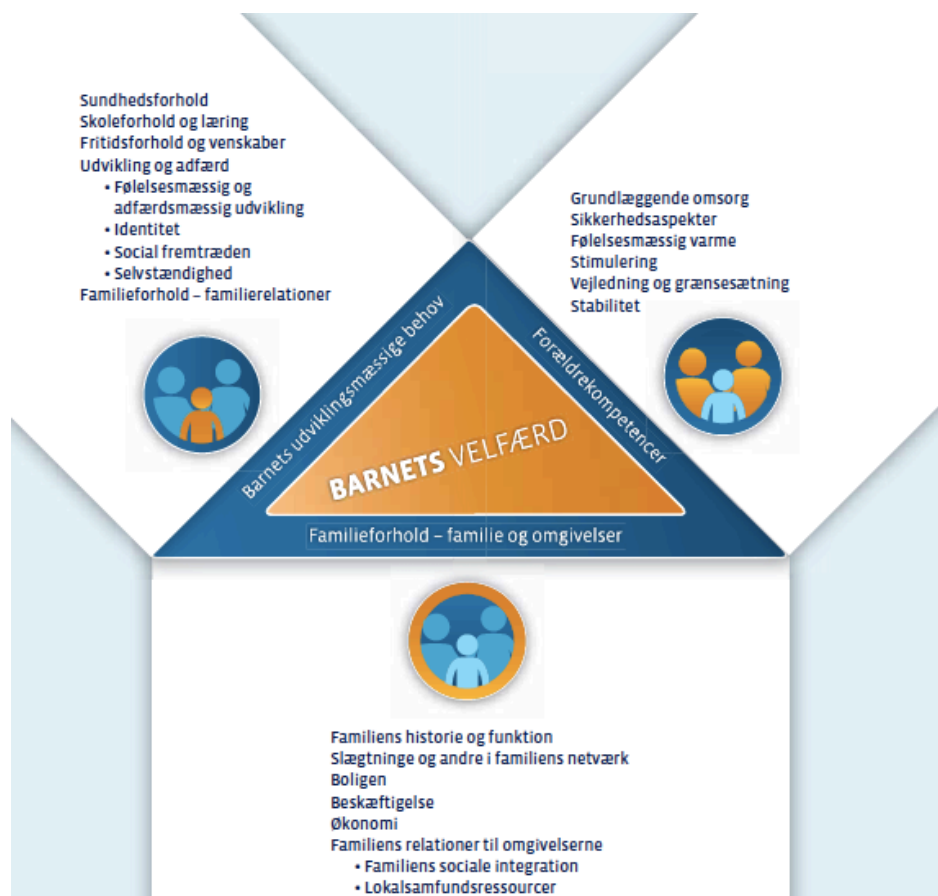 Sundhedsforhold
Skoleforhold og læring
Fritidsforhold og venskaber
Udvikling og adfærd
• Følelsesmæssig og
adfærdsmæssig udvikling
• Identitet
• Social fremtræden
• Selvstændighed
Familieforhold – familierelationer
Grundlæggende omsorg
Sikkerhedsaspekter
Følelsesmæssig varme
Stimulering
Vejledning og grænsesætning
Stabilitet
Barnets udviklingsmæssige behov
Forældrekompetencer
BARNETS VELFÆRD
Familieforhold – familie og omgivelser
Familiens historie og funktion
Slægtninge og andre i familiens netværk
Boligen
Beskæftigelse
Økonomi
Familiens relationer til omgivelserne
• Familiens sociale integration
• Lokalsamfundsressourcer